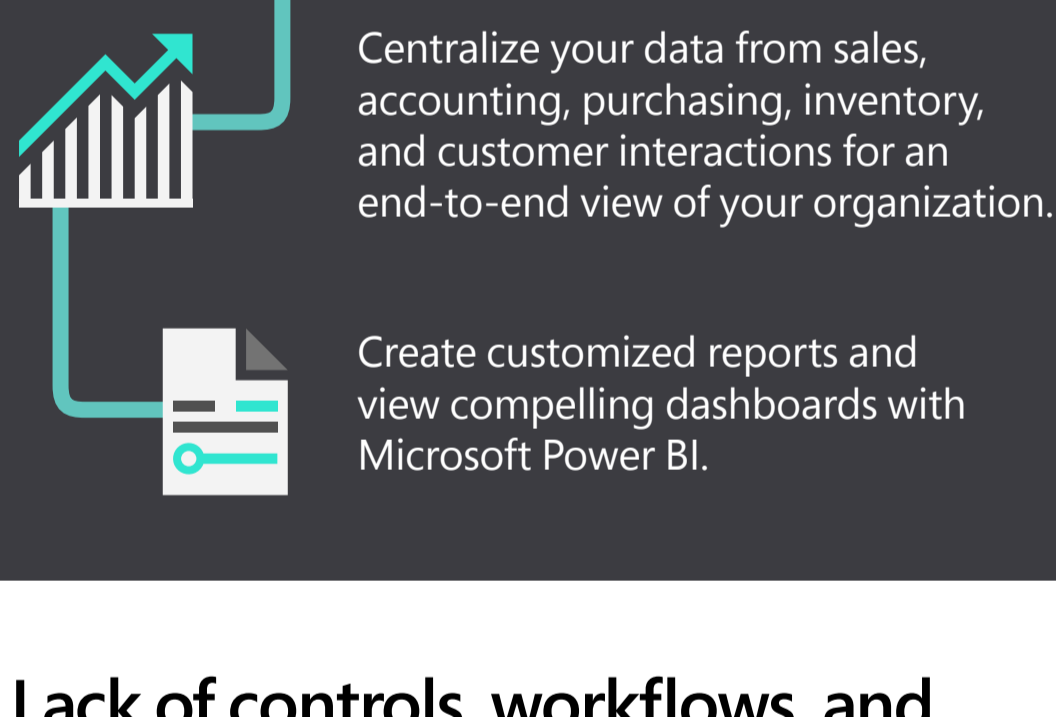 Centralize your data from sales,
accounting, purchasing, inventory,
and customer interactions for an
end-to-end view of your organization.
Create customized reports and
view compelling dashboards with
Microsoft Power BI.
Lack of controls, workflows, and